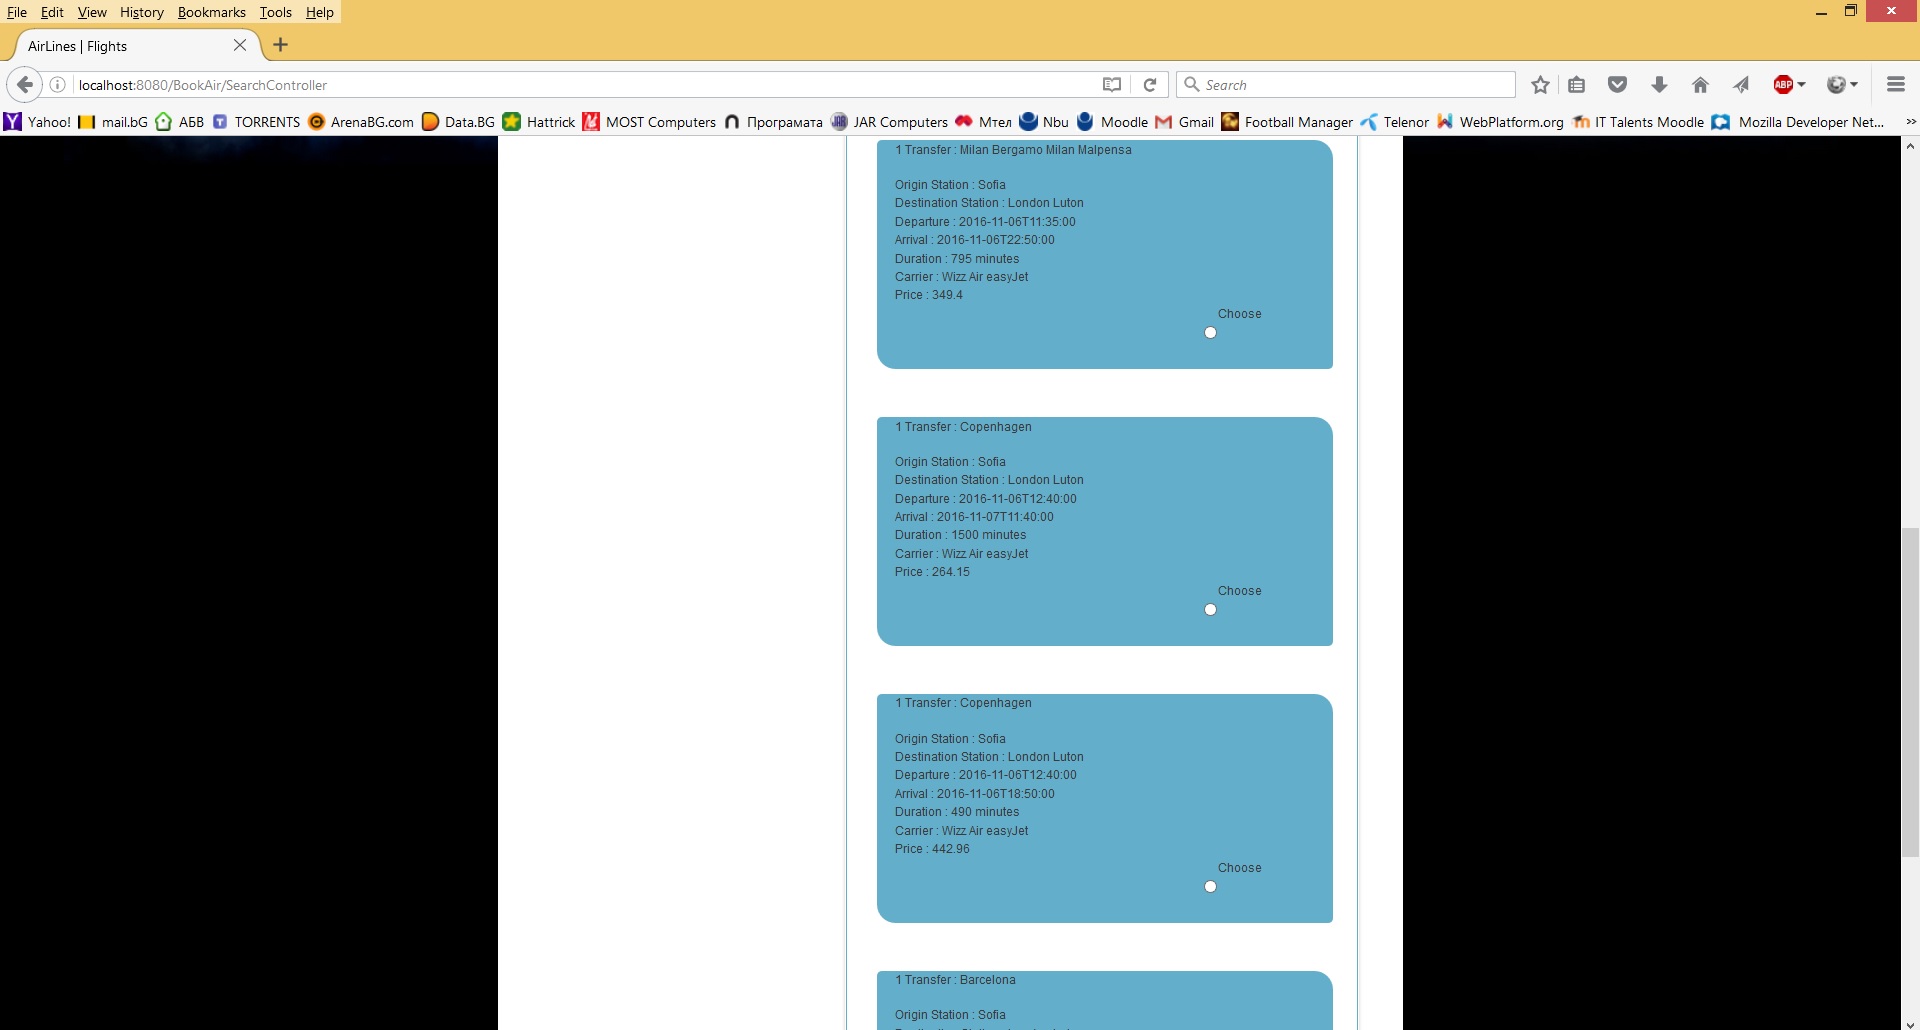 File Edit View History Bookmarks Tools Help
AirLines | Flights
localhost:8080/BookAir/SearchController
Search
ABP
Yahoo! mail.bG АБВ TORRENTS ArenaBG.com Data.BG Hattrick MOST Computers Програмата JAR Computers Мтел Nbu Moodle Gmail Football Manager Telenor WebPlatform.org IT Talents Moodle Mozilla Developer Net...
1 Transfer : Milan Bergamo Milan Malpensa
Origin Station : Sofia
Destination Station : London Luton
Departure : 2016-11-06T11:35:00
Arrival : 2016-11-06T22:50:00
Duration : 795 minutes
Carrier : Wizz Air easyJet
Price : 349.4
Choose
1 Transfer : Copenhagen
Origin Station : Sofia
Destination Station : London Luton
Departure : 2016-11-06T12:40:00
Arrival : 2016-11-07T11:40:00
Duration : 1500 minutes
Carrier : Wizz Air easyJet
Price : 264.15
Choose
1 Transfer : Copenhagen
Origin Station : Sofia
Destination Station : London Luton
Departure : 2016-11-06T12:40:00
Arrival : 2016-11-06T18:50:00
Duration : 490 minutes
Carrier : Wizz Air easyJet
Price : 442.96
Choose
1 Transfer : Barcelona
Origin Station : Sofia